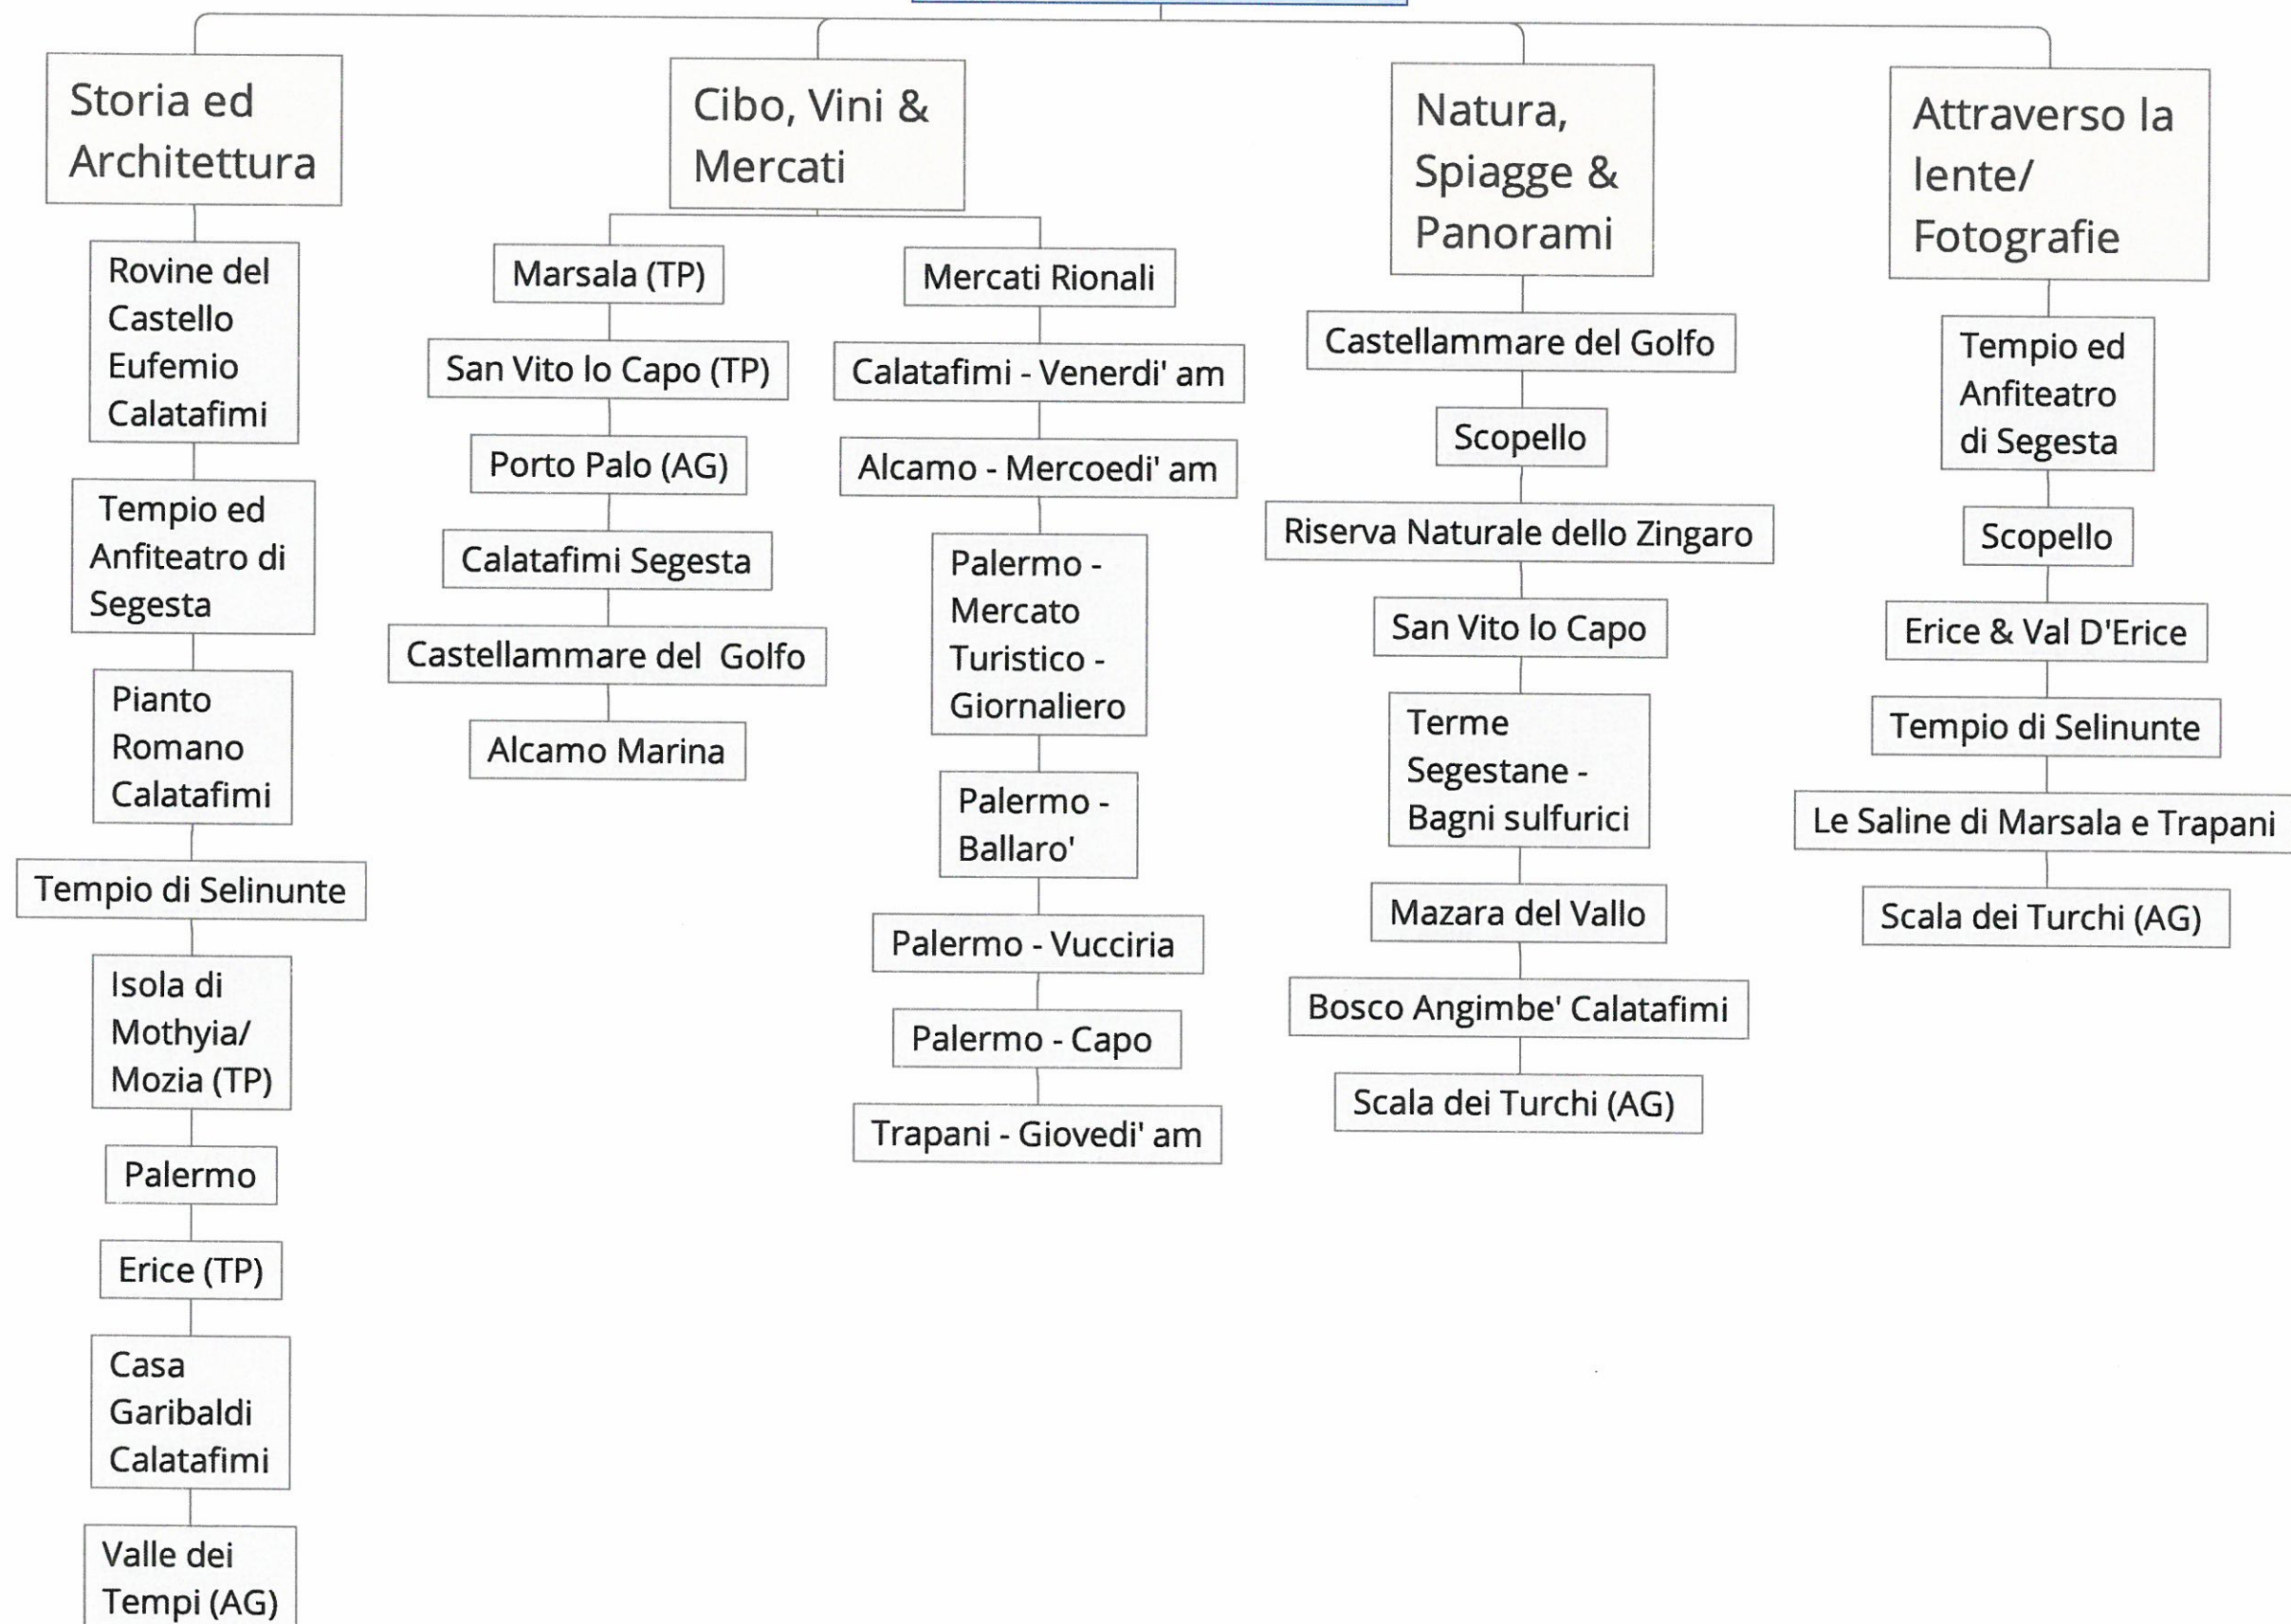 Storia ed
Architettura
Rovine del
Castello
Eufemio
Calatafimi
Tempio ed
Anfiteatro di
Segesta
Pianto
Romano
Calatafimi
Tempio di Selinunte
Isola di
Mothyia/
Mozia (TP)
Palermo
Erice (TP)
Casa
Garibaldi
Calatafimi
Valle dei
Tempi (AG)
Cibo, Vini &
Mercati
Marsala (TP)
San Vito lo Capo (TP)
Porto Palo (AG)
Calatafimi Segesta
Castellammare del Golfo
Alcamo Marina
Mercati Rionali
Calatafimi - Venerdi' am
Alcamo - Mercoedi' am
Palermo -
Mercato
Turistico -
Giornaliero
Palermo -
Ballaro'
Palermo - Vucciria
Palermo - Capo
Trapani - Giovedi' am
Natura,
Spiagge &
Panorami
Castellammare del Golfo
Scopello
Riserva Naturale dello Zingaro
San Vito lo Capo
Terme
Segestane -
Bagni sulfurici
Mazara del Vallo
Bosco Angimbe' Calatafimi
Scala dei Turchi (AG)
Attraverso la
lente/
Fotografie
Tempio ed
Anfiteatro
di Segesta
Scopello
Erice & Val D'Erice
Tempio di Selinunte
Le Saline di Marsala e Trapani
Scala dei Turchi (AG)